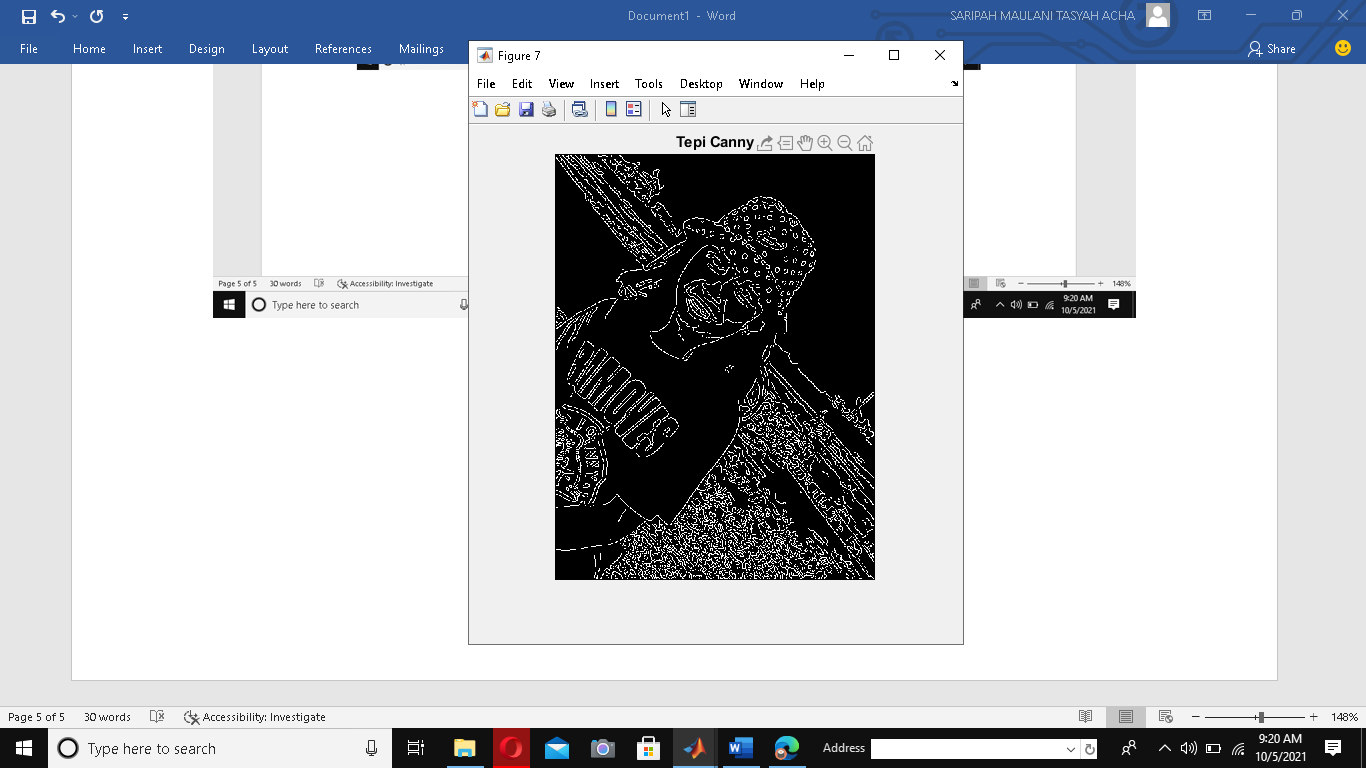 Document1 - Word
SARIPAH MAULANI TASYAH ACHA
File Home Insert Design Layout References Mailings
Share
Figure 7
File Edit View Insert Tools Desktop Window Help
Tepi Canny
Page 5 of 5 30 words Accessibility: Investigate
148%
Type here to search
9:20 AM
10/5/2021
Page 5 of 5 30 words Accessibility: Investigate
148%
Type here to search
Address
9:20 AM
10/5/2021